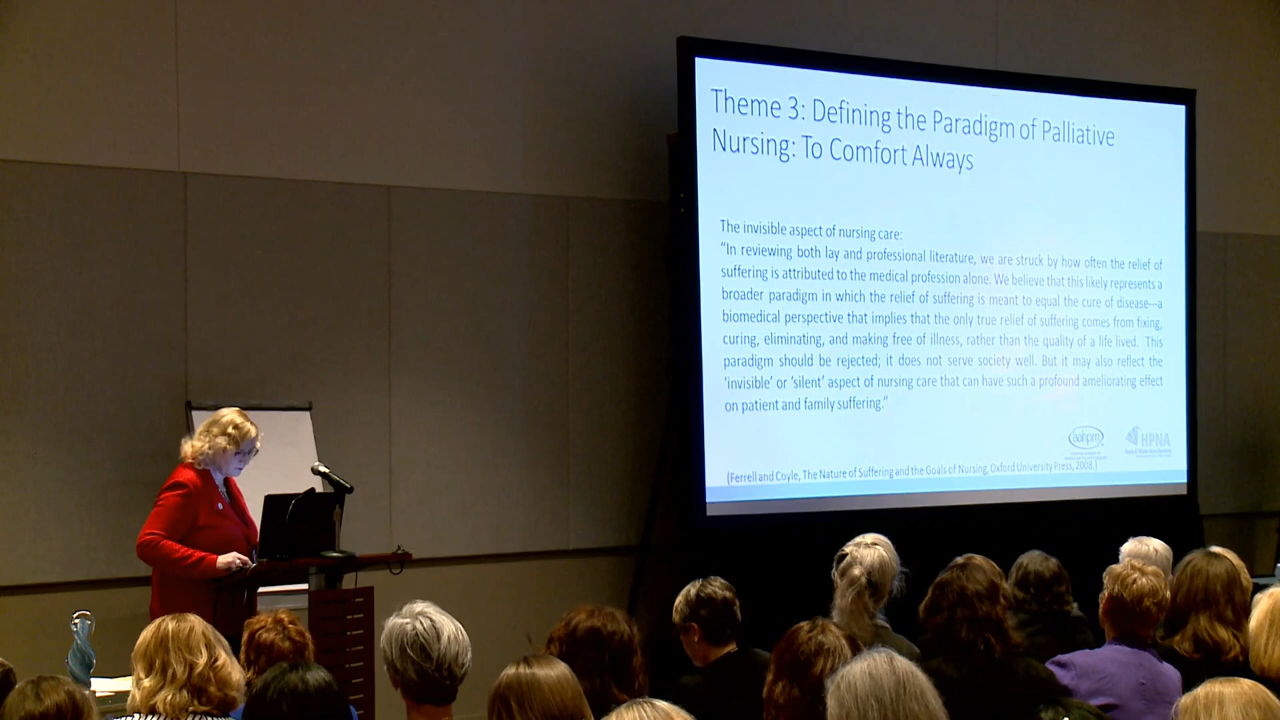 Theme 3: Defining the Paradigm of Palliative
Nursing: To Comfort Always
The invisible aspect of nursing care:
“In reviewing both lay and professional literature, we are struck by how often the relief of
suffering is attributed to the medical profession alone. We believe that this likely represents a
broader paradigm in which the relief of suffering is meant to equal the cure of disease---a
biomedical perspective that implies that the only true relief of suffering comes from fixing,
curing, eliminating, and making free of illness, rather than the quality of a life lived. This
paradigm should be rejected; it does not serve society well. But it may also reflect the
‘invisible’ or ‘silent’ aspect of nursing care that can have such a profound ameliorating effect
on patient and family suffering.”
aahpm
HPNA
(Ferrell and Coyle, The Nature of Suffering and the Goals of Nursing, Oxford University Press, 2008.)